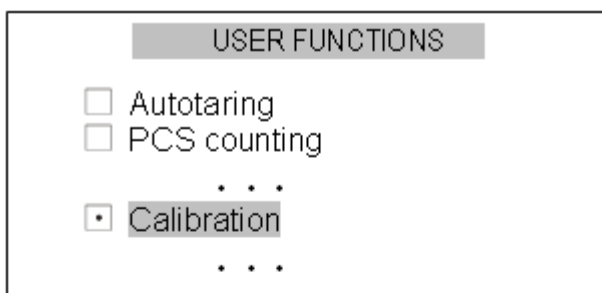 USER FUNCTIONS
Autotaring
PCS counting
. . .
Calibration
. . .